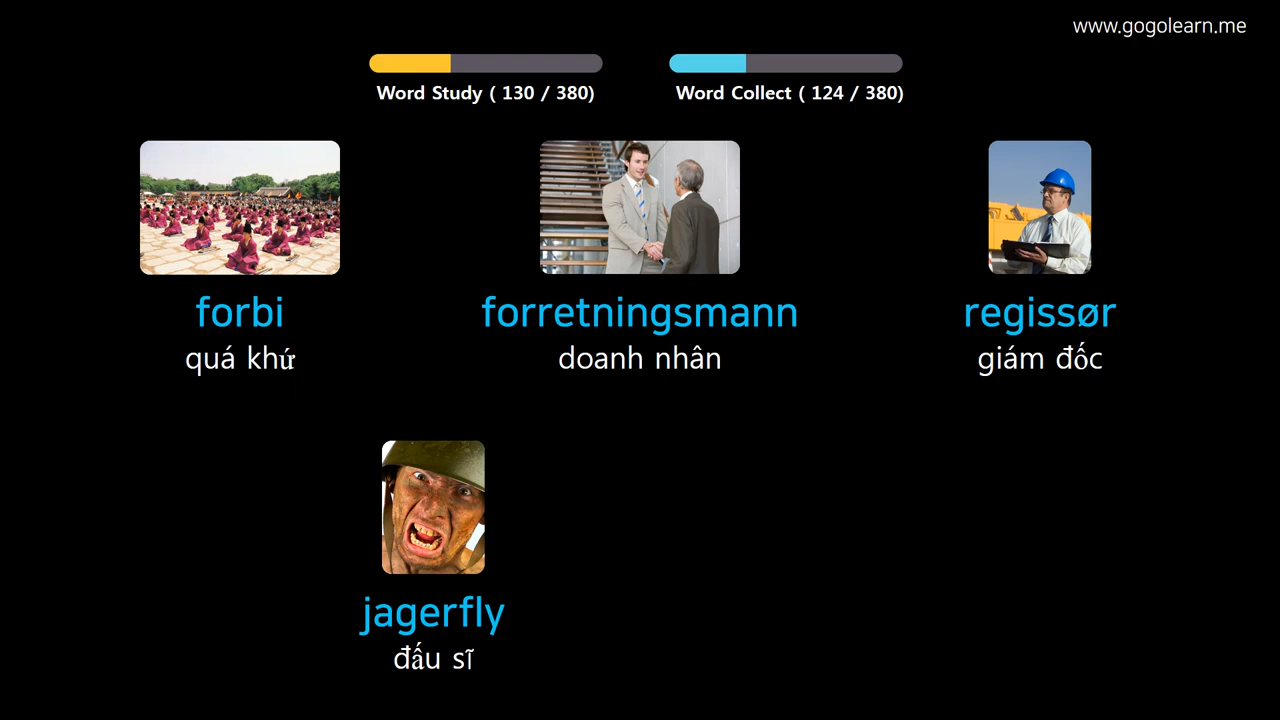 www.gogolearn.me
Word Study ( 130 / 380)
Word Collect ( 124 / 380)
forbi
quá khứ
forretningsmann
doanh nhân
regissør
giám đốc
jagerfly
đấu sĩ